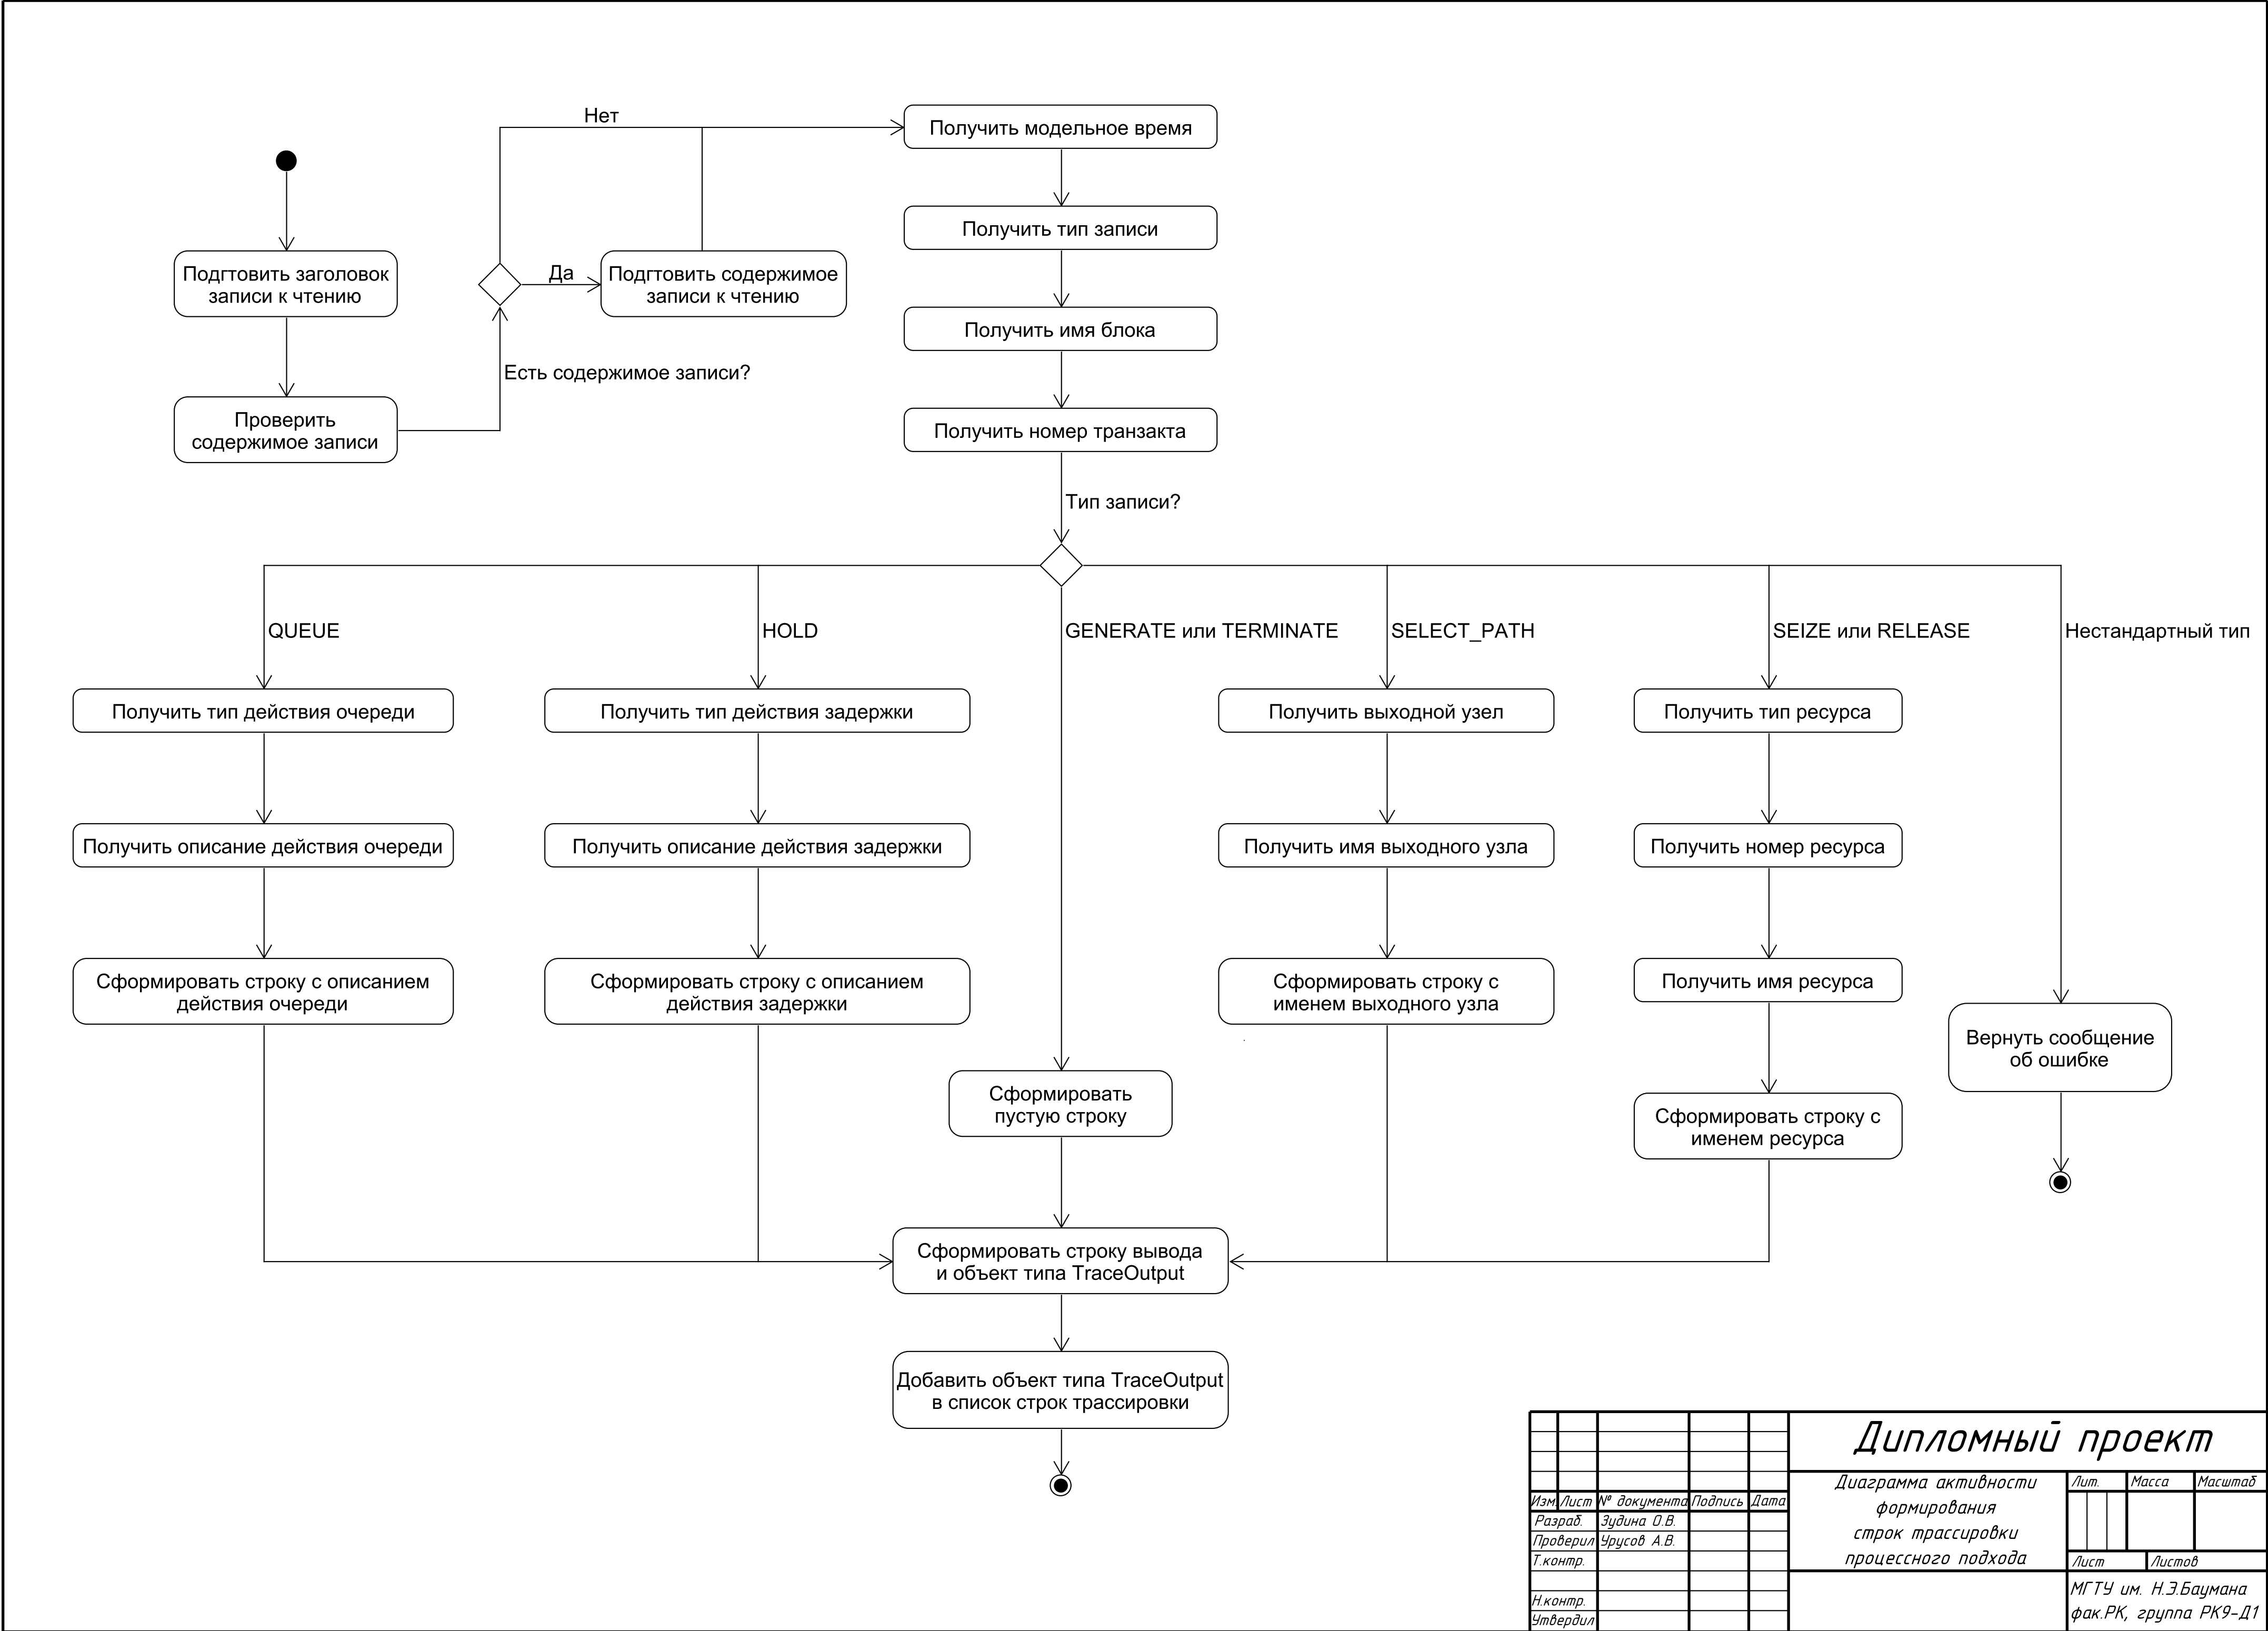 Нет
Получить модельное время
Получить тип записи
Подгтовить заголовок
записи к чтению
Да
Подгтовить содержимое
записи к чтению
Получить имя блока
Есть содержимое записи?
Проверить
содержимое записи
Получить номер транзакта
Тип записи?
QUEUE
HOLD
GENERATE или TERMINATE
SELECT_PATH
SEIZE или RELEASE
Нестандартный тип
Получить тип действия очереди
Получить тип действия задержки
Получить выходной узел
Получить тип ресурса
Получить описание действия очереди
Получить описание действия задержки
Получить имя выходного узла
Получить номер ресурса
Сформировать строку с описанием
действия очереди
Сформировать строку с описанием
действия задержки
Сформировать строку с
именем выходного узла
Получить имя ресурса
Вернуть сообщение
об ошибке
Сформировать
пустую строку
Сформировать строку с
именем ресурса
Сформировать строку вывода
и объект типа TraceOutput
Добавить объект типа TraceOutput
в список строк трассировки
Дипломный проект
Диаграмма активности
формирования
строк трассировки
процессного подхода
Лит.
Масса
Масштаб
Изм.
Лист
№ документа
Подпись
Дата
Разраб.
Зудина О.В.
Проверил
Урусов А.В.
Т.контр.
Лист
Листов
Н.контр.
Утвердил
МГТУ им. Н.Э.Баумана
фак.РК, группа РК9-Д1